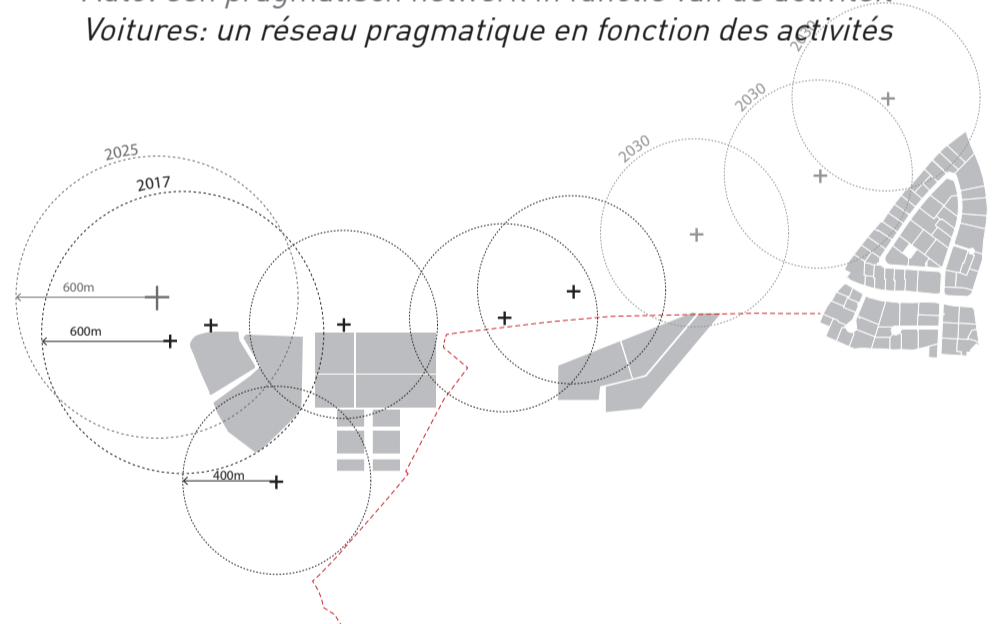 Voitures: un réseau pragmatique en fonction des activités
2030
2030
2030
2025
2017
600m
600m
400m